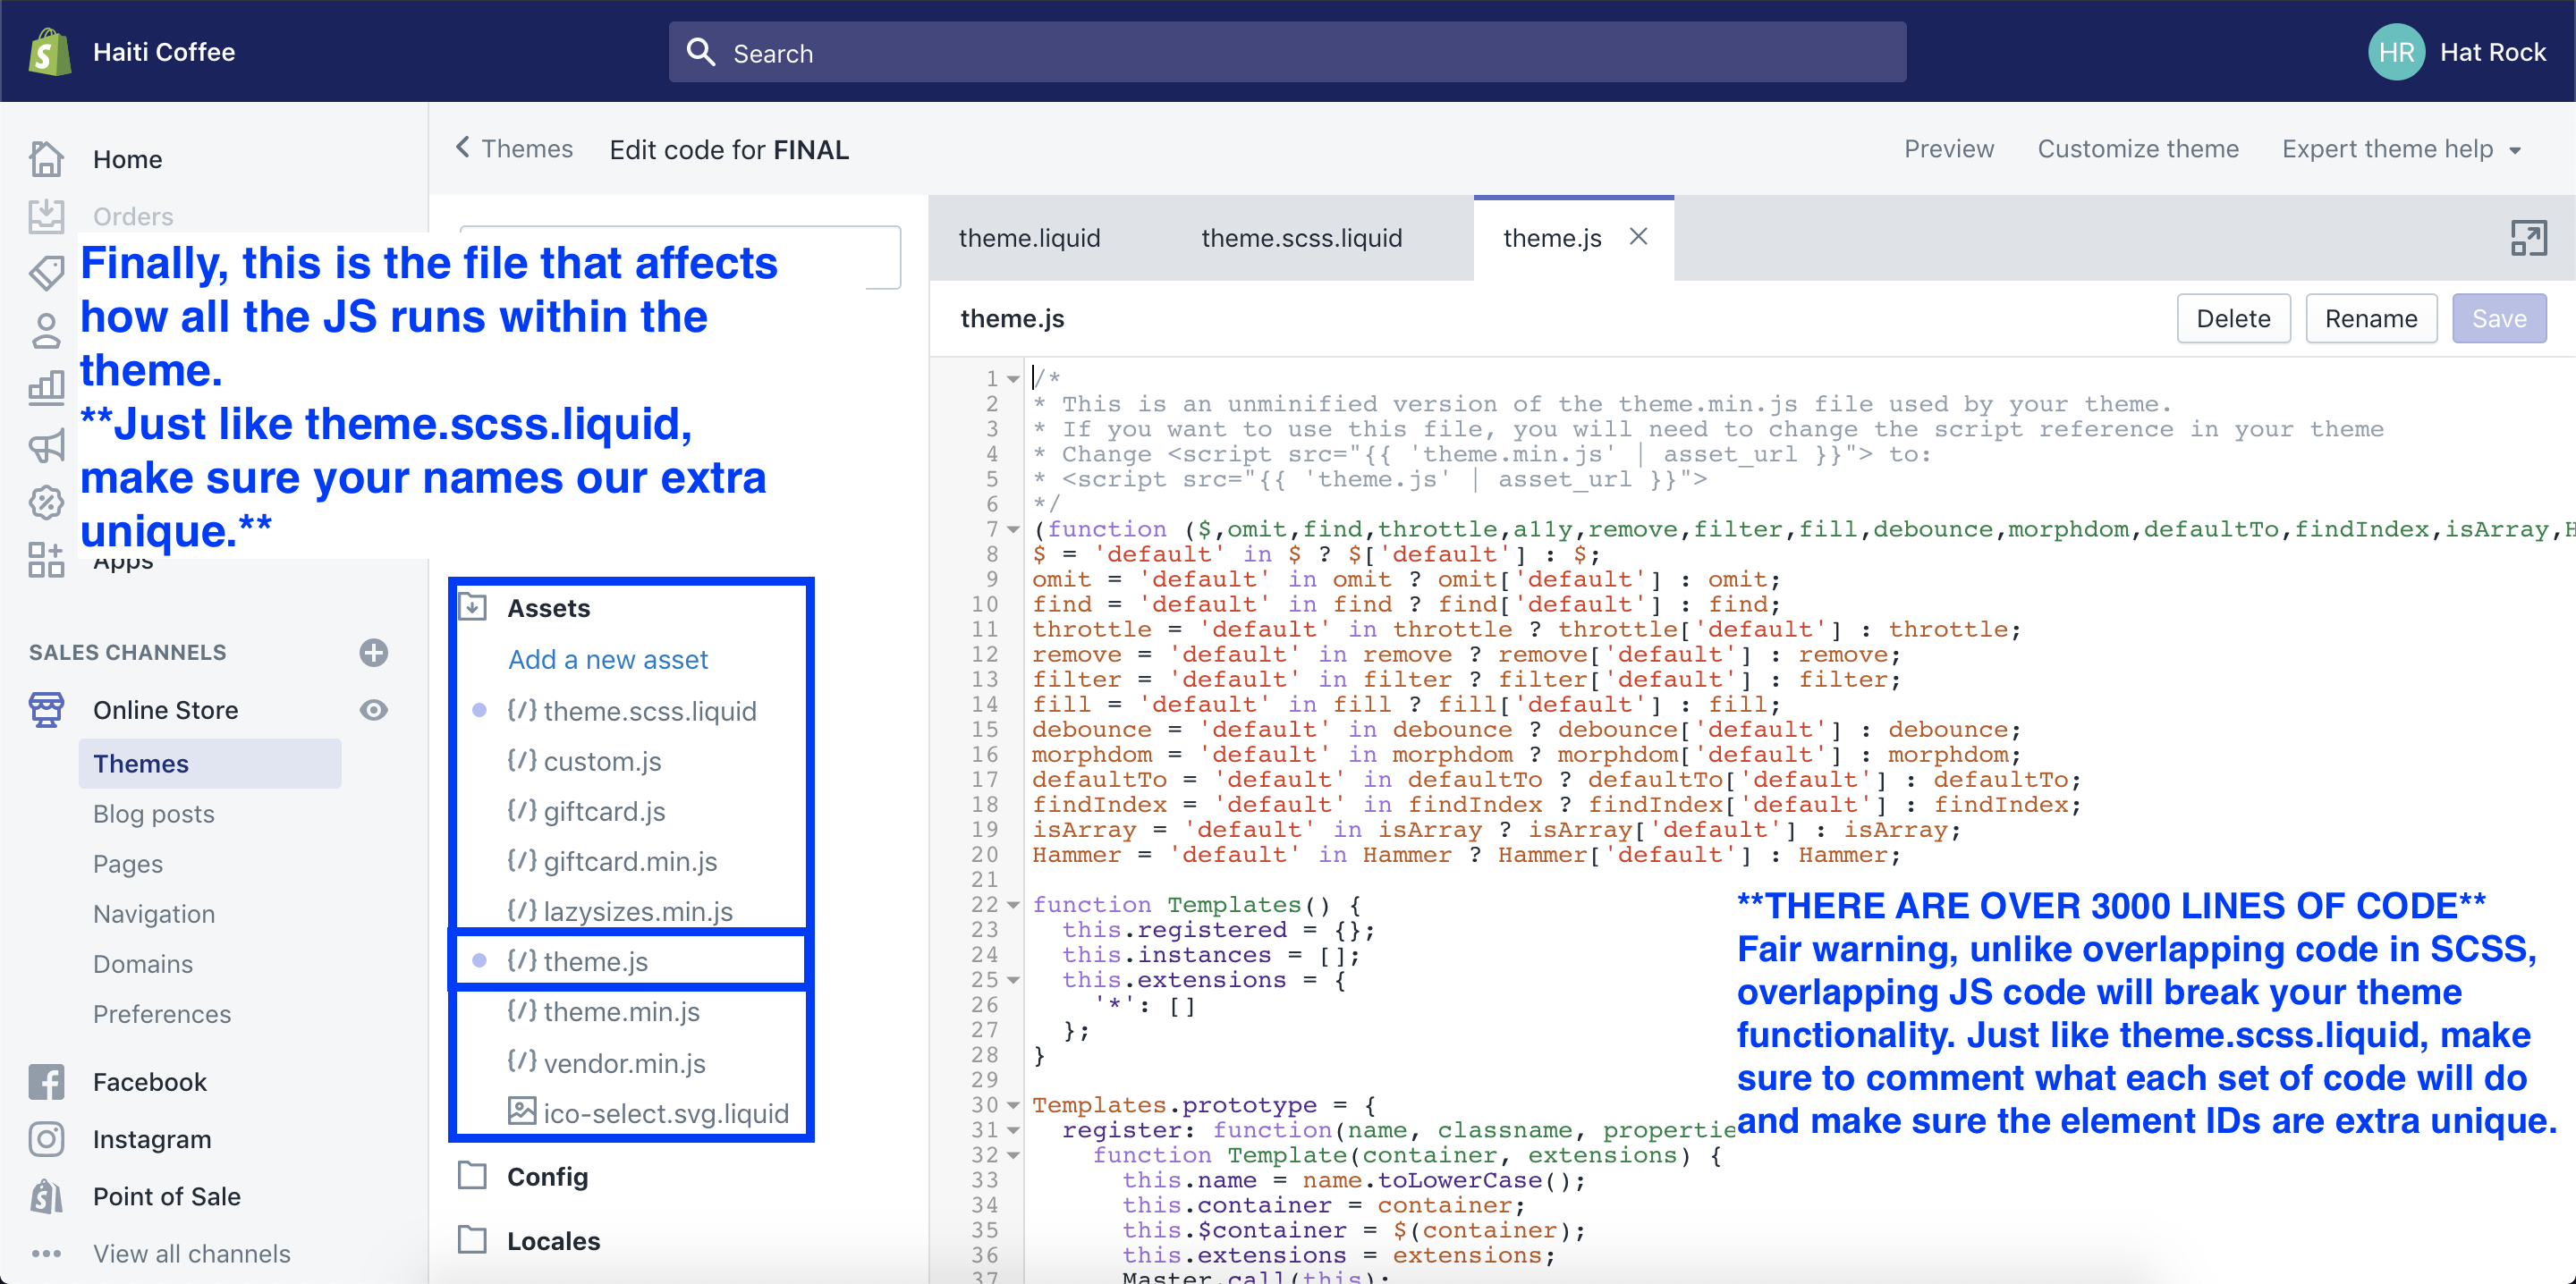 Haiti Coffee
Search
HR Hat Rock
Home
Orders
Finally, this is the file that affects
how all the JS runs within the
theme.
**Just like theme.scss.liquid,
make sure your names our extra
unique.**
Apps
SALES CHANNELS
Online Store
Themes
Blog posts
Pages
Navigation
Domains
Preferences
Facebook
Instagram
Point of Sale
View all channels
Themes Edit code for FINAL
Preview Customize theme Expert theme help
Assets
Add a new asset
{/} theme.scss.liquid
{/} custom.js
{/} giftcard.js
{/} giftcard.min.js
{/} lazysizes.min.js
{/} theme.js
{/} theme.min.js
{/} vendor.min.js
ico-select.svg.liquid
Config
Locales
theme.liquid theme.scss.liquid theme.js
theme.js
Delete Rename Save
1 /*
2 * This is an unminified version of the theme.min.js file used by your theme.
3 * If you want to use this file, you will need to change the script reference in your theme
4 * Change <script src="{{ 'theme.min.js' | asset_url }}"> to:
5 * <script src="{{ 'theme.js' | asset_url }}">
6 */
7 (function ($,omit,find,throttle,a11y,remove,filter,fill,debounce,morphdom,defaultTo,findIndex,isArray,H
8 $ = 'default' in $ ? $['default'] : $;
9 omit = 'default' in omit ? omit['default'] : omit;
10 find = 'default' in find ? find['default'] : find;
11 throttle = 'default' in throttle ? throttle['default'] : throttle;
12 remove = 'default' in remove ? remove['default'] : remove;
13 filter = 'default' in filter ? filter['default'] : filter;
14 fill = 'default' in fill ? fill['default'] : fill;
15 debounce = 'default' in debounce ? debounce['default'] : debounce;
16 morphdom = 'default' in morphdom ? morphdom['default'] : morphdom;
17 defaultTo = 'default' in defaultTo ? defaultTo['default'] : defaultTo;
18 findIndex = 'default' in findIndex ? findIndex['default'] : findIndex;
19 isArray = 'default' in isArray ? isArray['default'] : isArray;
20 Hammer = 'default' in Hammer ? Hammer['default'] : Hammer;
21
22 function Templates() {
23 this.registered = {};
24 this.instances = [];
25 this.extensions = {
26 '*': []
27 };
28 }
29
30 Templates.prototype = {
31 register: function(name, classname, propertie
32 function Template(container, extensions) {
33 this.name = name.toLowerCase();
34 this.container = container;
35 this.$container = $(container);
36 this.extensions = extensions;
37 Master.call(this);
**THERE ARE OVER 3000 LINES OF CODE**
Fair warning, unlike overlapping code in SCSS,
overlapping JS code will break your theme
functionality. Just like theme.scss.liquid, make
sure to comment what each set of code will do
and make sure the element IDs are extra unique.